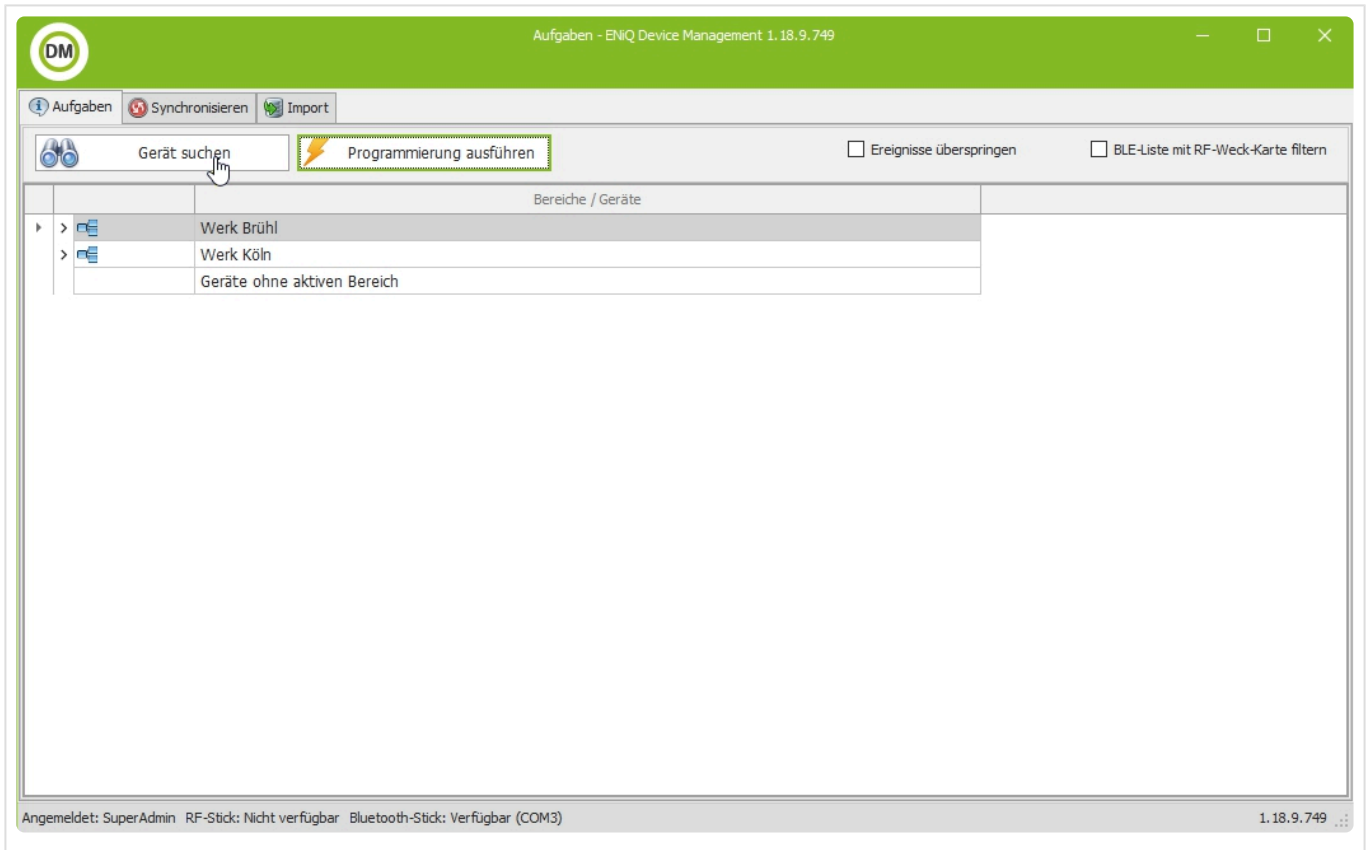 DM
Aufgaben - ENiQ Device Management 1.18.9.749
Aufgaben Synchronisieren Import
Gerät suchen Programmierung ausführen Ereignisse überspringen BLE-Liste mit RF-Weck-Karte filtern
Bereiche / Geräte
Werk Brühl
Werk Köln
Geräte ohne aktiven Bereich
Angemeldet: SuperAdmin RF-Stick: Nicht verfügbar Bluetooth-Stick: Verfügbar (COM3) 1.18.9.749